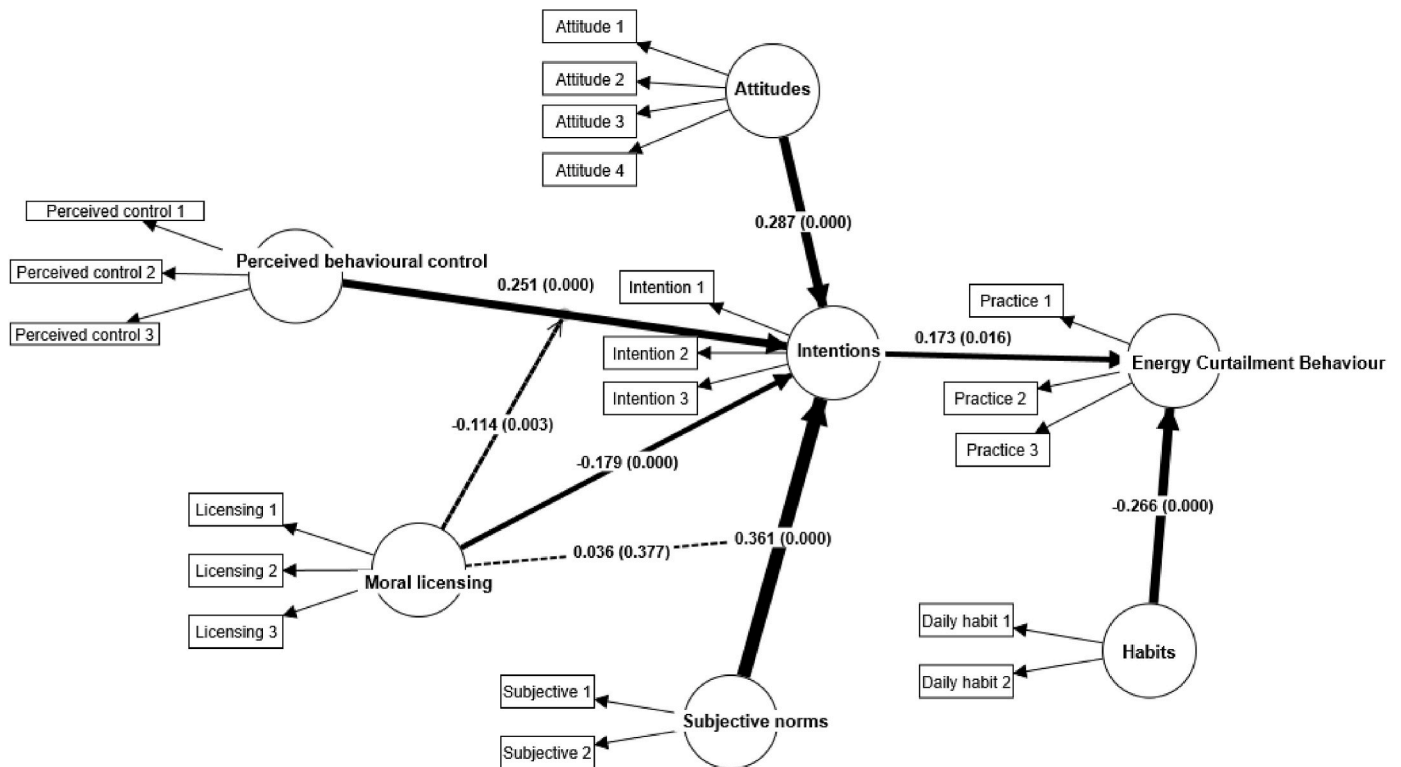 Attitude 1
Attitude 2
Attitude 3
Attitude 4
Attitudes
0.287 (0.000)
Perceived control 1
Perceived control 2
Perceived control 3
Perceived behavioural control
0.251 (0.000)
Intention 1
Intention 2
Intention 3
Intentions
0.173 (0.016)
Practice 1
Practice 2
Practice 3
Energy Curtailment Behaviour
-0.114 (0.003)
-0.179 (0.000)
0.036 (0.377)
0.361 (0.000)
-0.266 (0.000)
Licensing 1
Licensing 2
Licensing 3
Moral licensing
Subjective 1
Subjective 2
Subjective norms
Daily habit 1
Daily habit 2
Habits